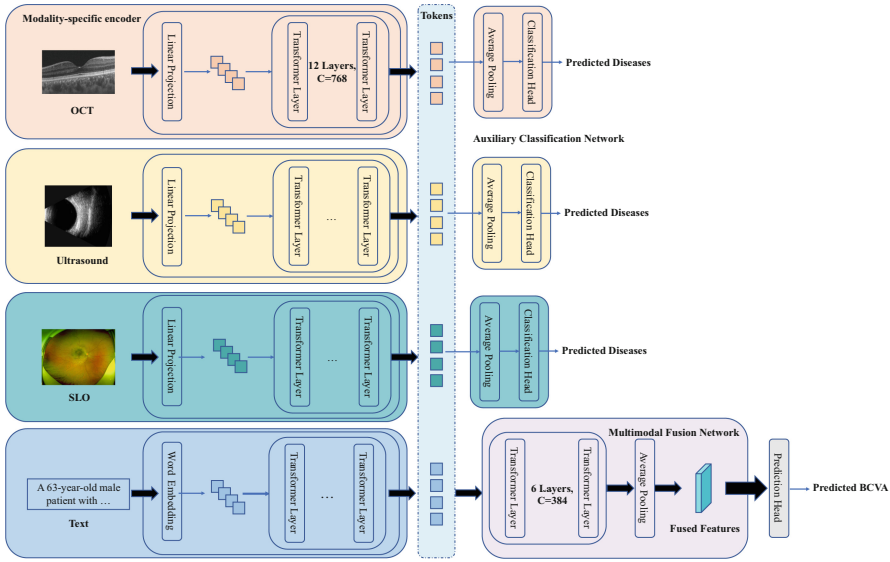 Modality-specific encoder
Tokens
OCT
Linear Projection
Transformer Layer
12 Layers,
C=768
Transformer Layer
Average Pooling
Classification Head
Predicted Diseases
Auxiliary Classification Network
Ultrasound
Linear Projection
Transformer Layer
...
Transformer Layer
Average Pooling
Classification Head
Predicted Diseases
SLO
Linear Projection
Transformer Layer
...
Transformer Layer
Average Pooling
Classification Head
Predicted Diseases
A 63-year-old male
patient with ...
Text
Word Embedding
Transformer Layer
...
Transformer Layer
Multimodal Fusion Network
Transformer Layer
6 Layers,
C=384
Transformer Layer
Average Pooling
Fused Features
Prediction Head
Predicted BCVA